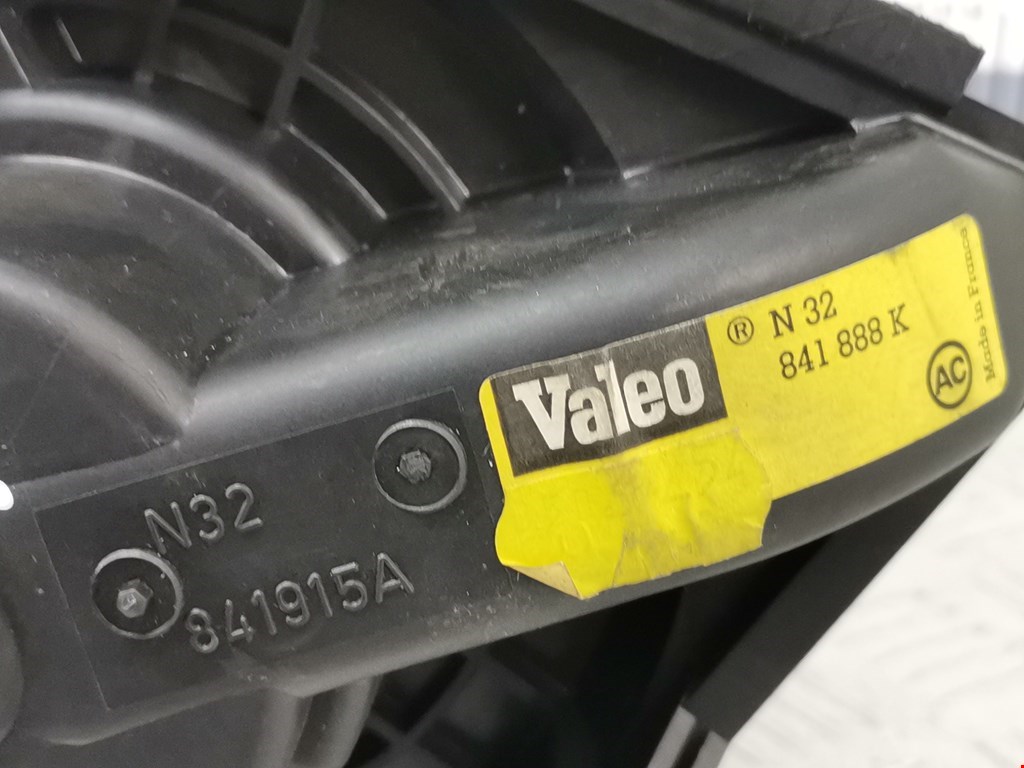 Valeo
® N 32
841 888 K
AC
Made in France
N32
841915A